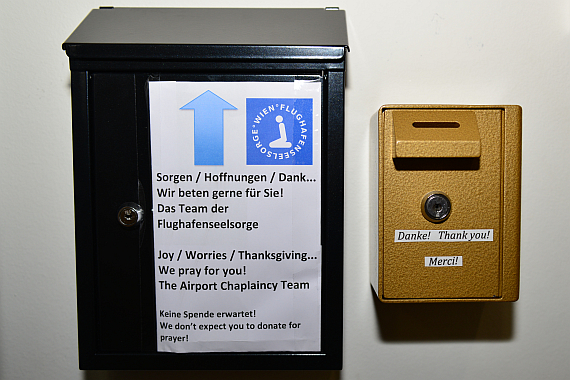 °WIEN°FLUGHAFENSEELSORGE
Sorgen / Hoffnungen / Dank...
Wir beten gerne für Sie!
Das Team der
Flughafenseelsorge
Joy / Worries / Thanksgiving...
We pray for you!
The Airport Chaplaincy Team
Keine Spende erwartet!
We don't expect you to donate for
prayer!
Danke! Thank you!
Merci!